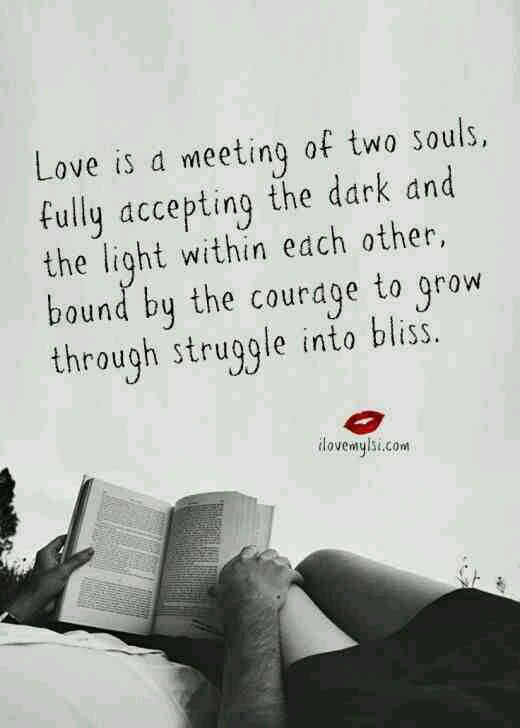 Love is a meeting of two souls,
fully accepting the dark and
the light within each other,
bound by the courage to grow
through struggle into bliss.
ilovemylsi.com